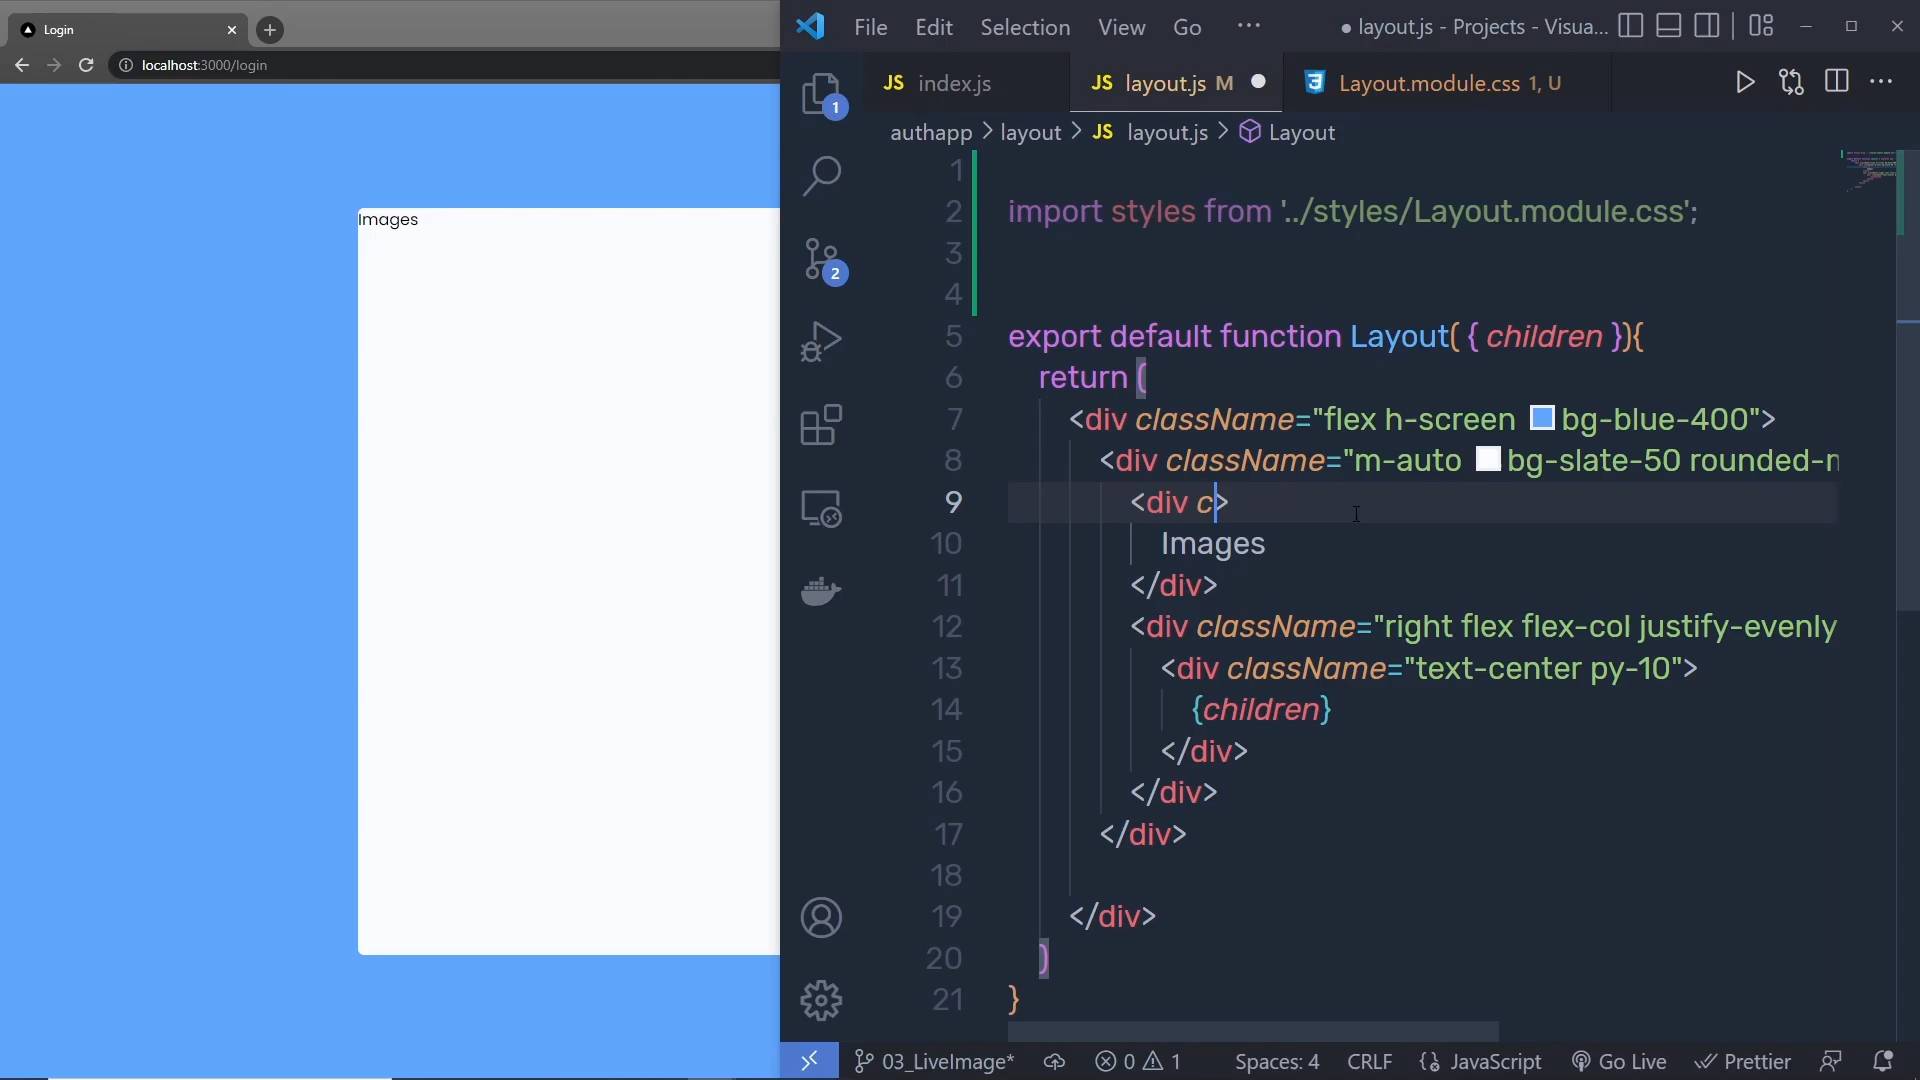 Login
localhost:3000/login
Images
File Edit Selection View Go ··· ● layout.js - Projects - Visua...
JS index.js JS layout.js M Layout.module.css 1, U
authapp > layout > JS layout.js > Layout
1
2 import styles from '../styles/Layout.module.css';
3
4
5 export default function Layout( { children }){
6 return (
7 <div className="flex h-screen bg-blue-400">
8 <div className="m-auto bg-slate-50
9 <div c>
10 Images
11 </div>
12 <div className="right flex flex-col justify-evenly
13 <div className="text-center py-10">
14 {children}
15 </div>
16 </div>
17 </div>
18
19 </div>
20 )
21 }
1
2
03_LiveImage* 0 1 Spaces: 4 CRLF {} JavaScript Go Live Prettier